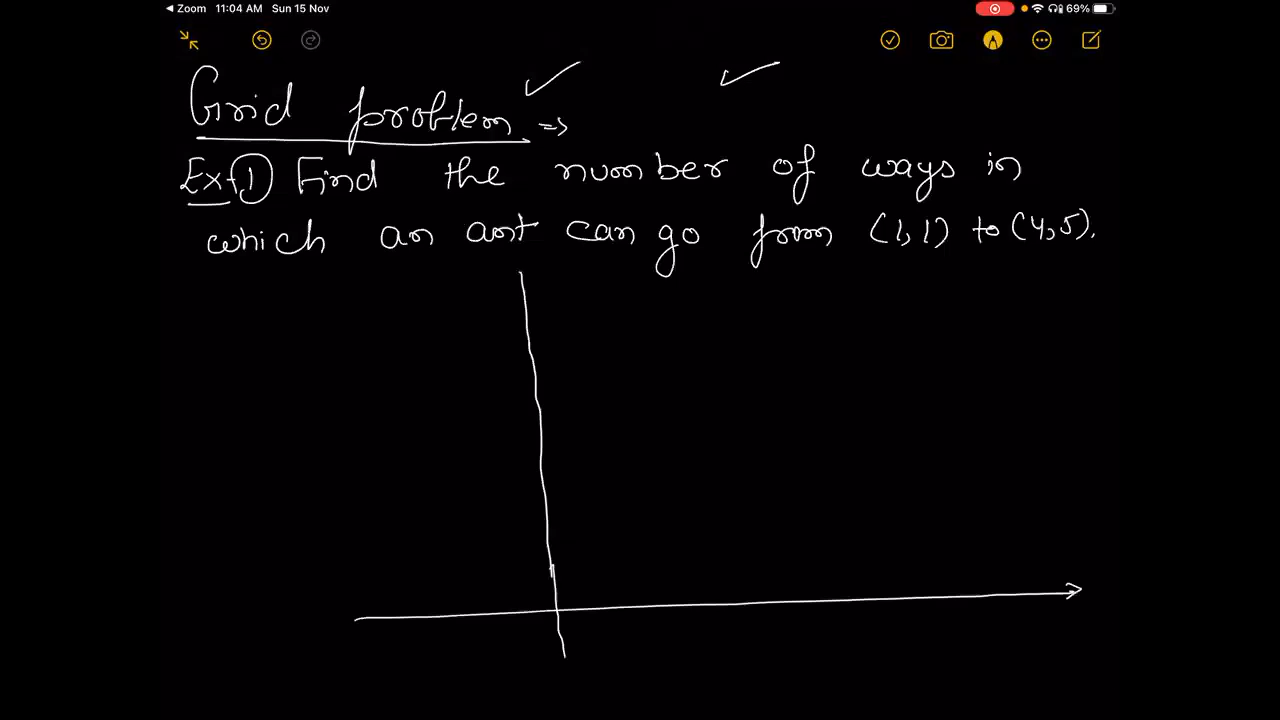 Zoom 11:04 AM Sun 15 Nov 69%
Grid problem =>
Ex-1) Find the number of ways in
which an ant can go from (1,1) to (4,5).